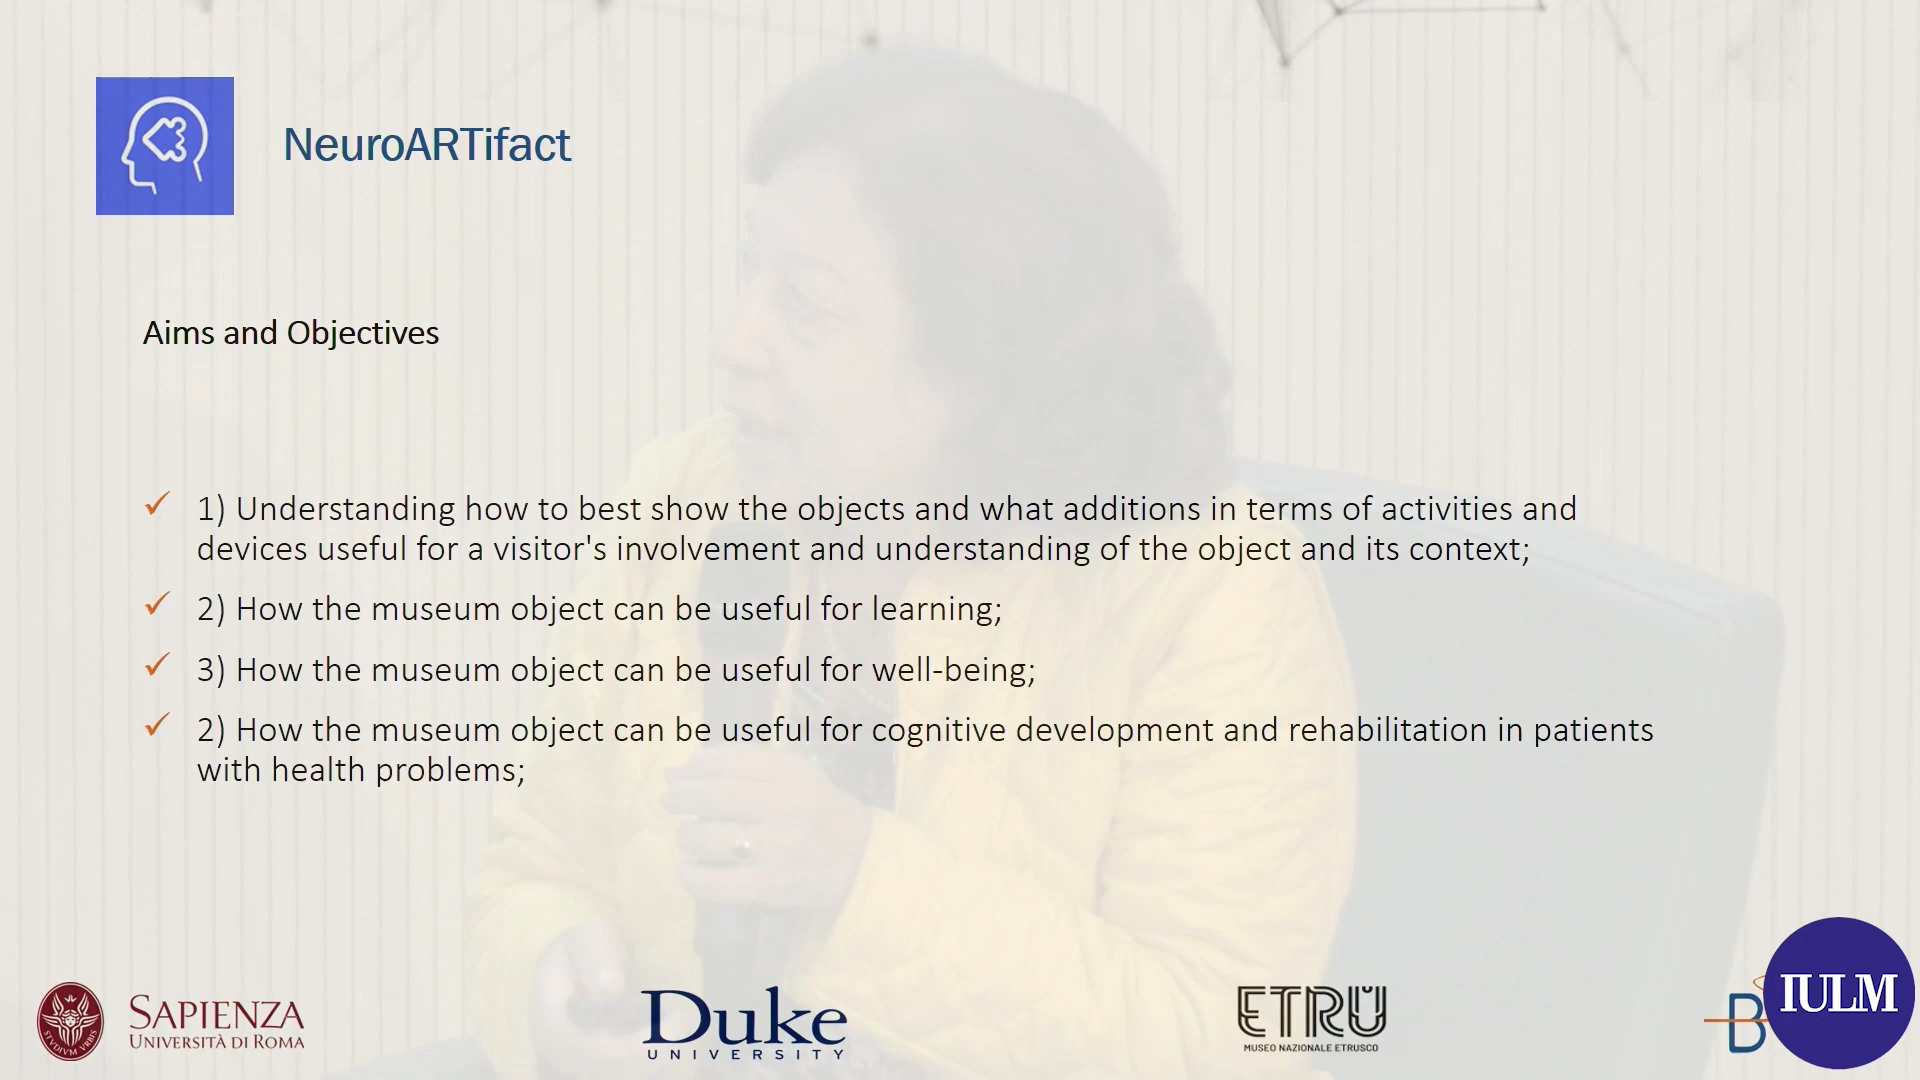 NeuroARTifact
Aims and Objectives
1) Understanding how to best show the objects and what additions in terms of activities and
devices useful for a visitor's involvement and understanding of the object and its context;
2) How the museum object can be useful for learning;
3) How the museum object can be useful for well-being;
2) How the museum object can be useful for cognitive development and rehabilitation in patients
with health problems;
STVDIVM VRBIS
SAPIENZA
UNIVERSITÀ DI ROMA
Duke
UNIVERSITY
ETRU
MUSEO NAZIONALE ETRUSCO
B
IULM